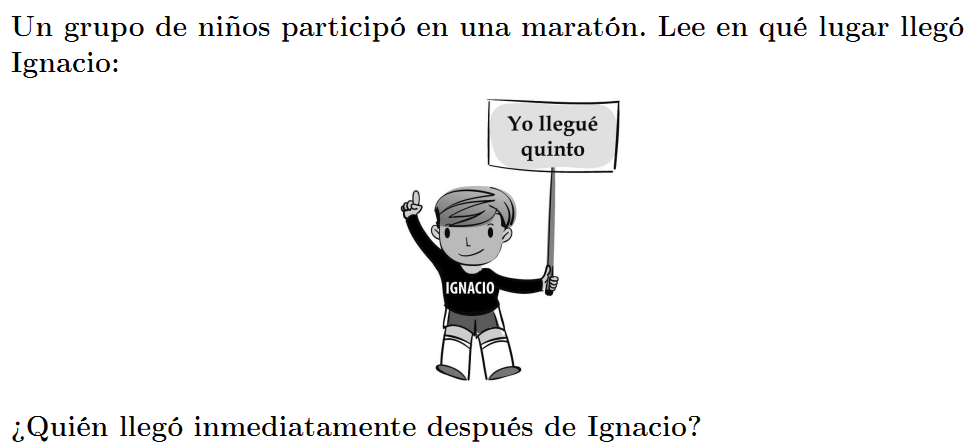 Un grupo de niños participó en una maratón. Lee en qué lugar llegó
Ignacio:
Yo llegué
quinto
IGNACIO
¿Quién llegó inmediatamente después de Ignacio?